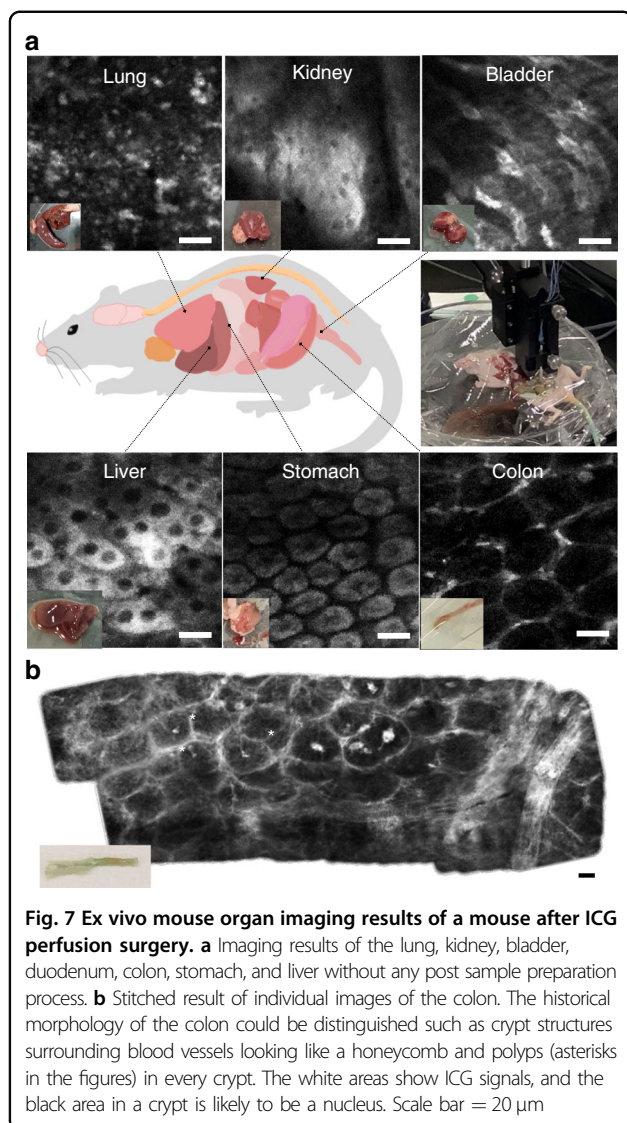 a
Lung
Kidney
Bladder
Liver
Stomach
Colon
b
Fig. 7 Ex vivo mouse organ imaging results of a mouse after ICG
perfusion surgery. a Imaging results of the lung, kidney, bladder,
duodenum, colon, stomach, and liver without any post sample preparation
process. b Stitched result of individual images of the colon. The historical
morphology of the colon could be distinguished such as crypt structures
surrounding blood vessels looking like a honeycomb and polyps (asterisks
in the figures) in every crypt. The white areas show ICG signals, and the
black area in a crypt is likely to be a nucleus. Scale bar = 20 μm